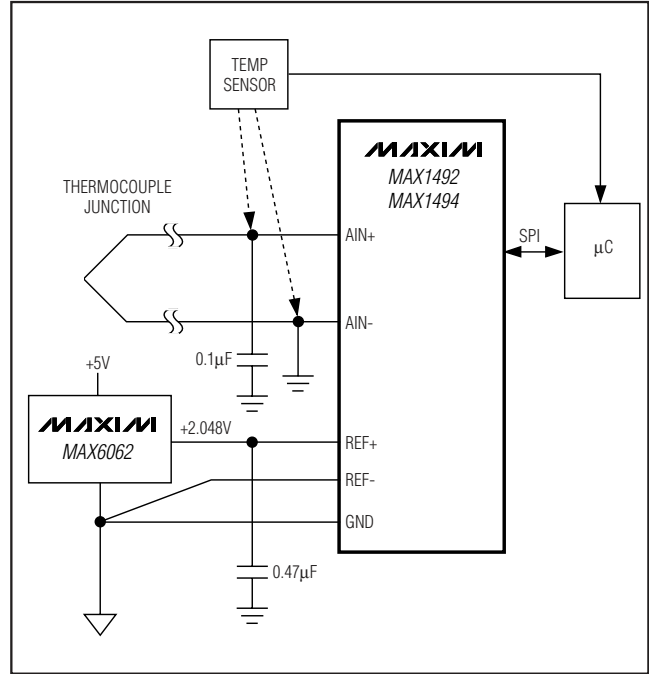 TEMP
SENSOR
MAXIM
MAX1492
MAX1494
THERMOCOUPLE
JUNCTION
AIN+
SPI
μC
AIN-
0.1μF
+5V
MAXIM
MAX6062
+2.048V
REF+
REF-
GND
0.47μF